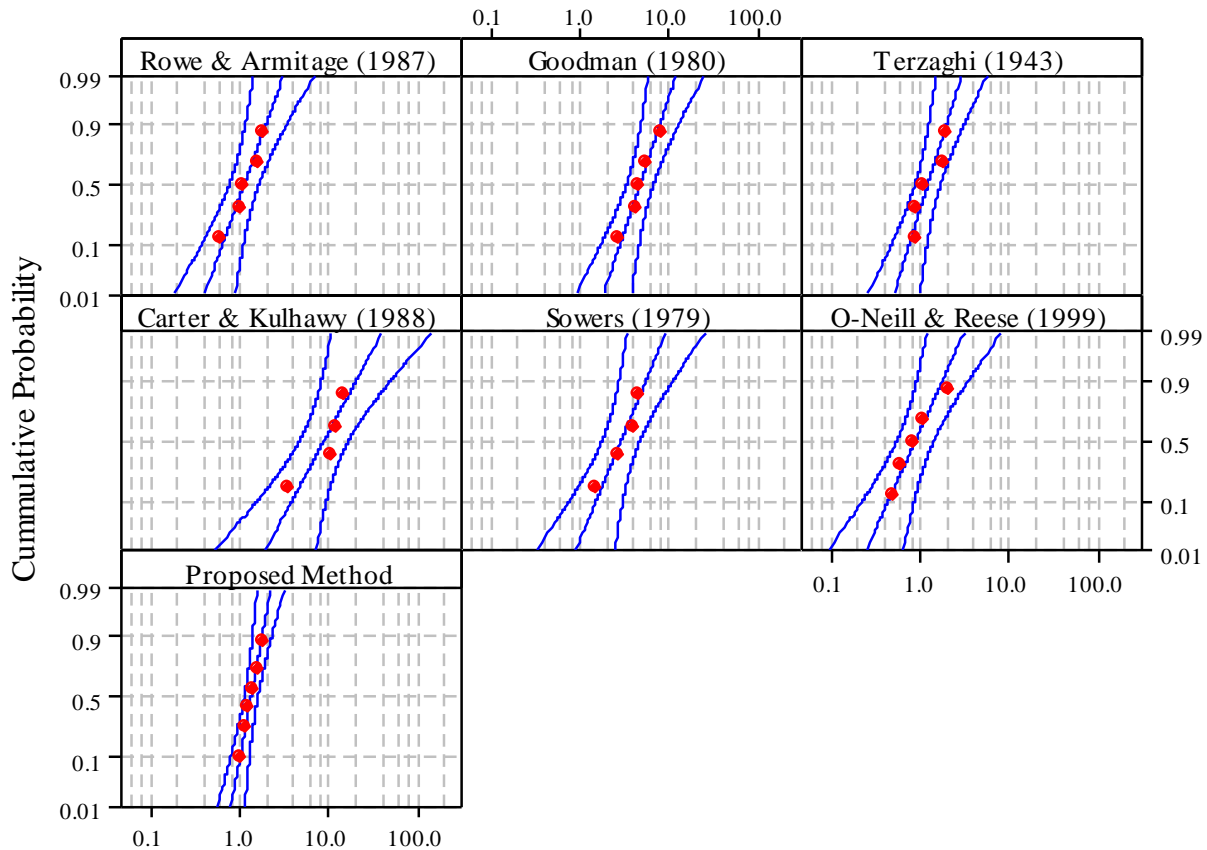 0.1 1.0 10.0 100.0
Rowe & Armitage (1987) Goodman (1980) Terzaghi (1943)
0.99
0.9
0.5
0.1
0.01
Carter & Kulhawy (1988) Sowers (1979) O-Neill & Reese (1999)
0.99
0.9
0.5
0.1
0.01
0.1 1.0 10.0 100.0
Cummulative Probability
Proposed Method
0.99
0.9
0.5
0.1
0.01
0.1 1.0 10.0 100.0